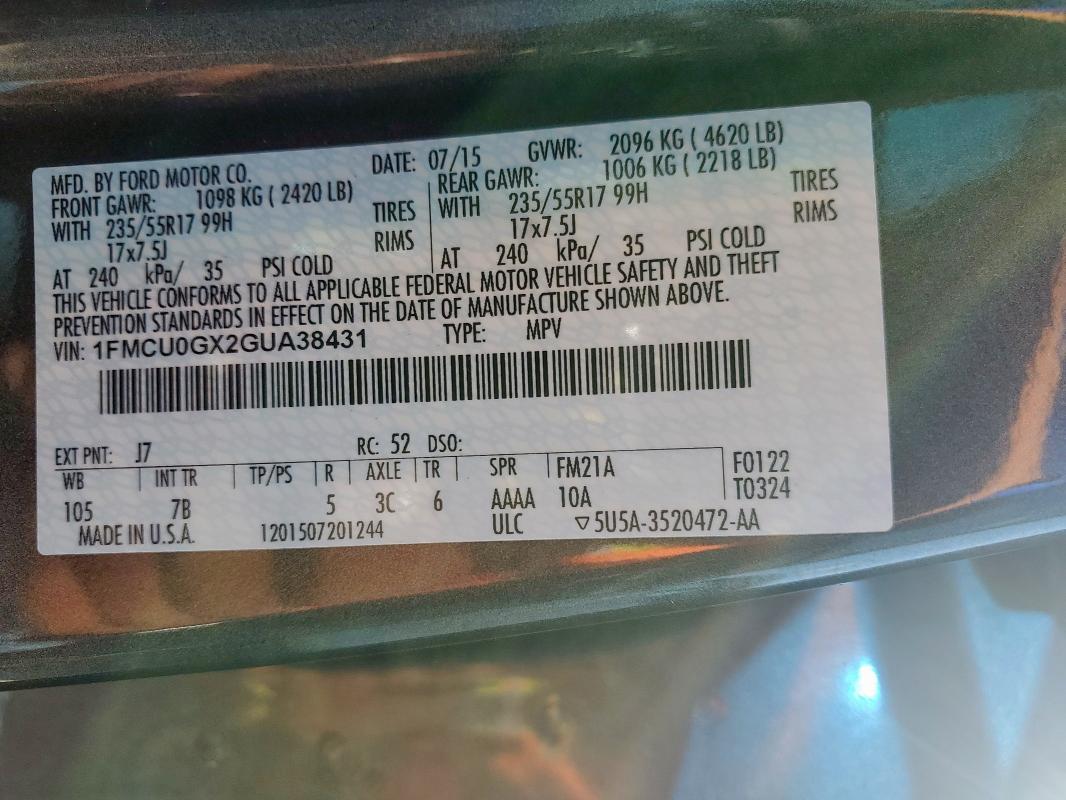 MFD. BY FORD MOTOR CO. DATE: 07/15 GVWR: 2096 KG ( 4620 LB)
FRONT GAWR: 1098 KG ( 2420 LB) REAR GAWR: 1006 KG ( 2218 LB)
WITH 235/55R17 99H TIRES WITH 235/55R17 99H TIRES
17x7.5J RIMS 17x7.5J RIMS
AT 240 kPa/ 35 PSI COLD AT 240 kPa/ 35 PSI COLD
THIS VEHICLE CONFORMS TO ALL APPLICABLE FEDERAL MOTOR VEHICLE SAFETY AND THEFT
PREVENTION STANDARDS IN EFFECT ON THE DATE OF MANUFACTURE SHOWN ABOVE.
VIN: 1FMCU0GX2GUA38431 TYPE: MPV
EXT PNT: J7 RC: 52 DSO:
WB INT TR TP/PS R AXLE TR SPR FM21A F0122
105 7B 5 3C 6 AAAA 10A T0324
MADE IN U.S.A. 1201507201244 ULC ▽5U5A-3520472-AA